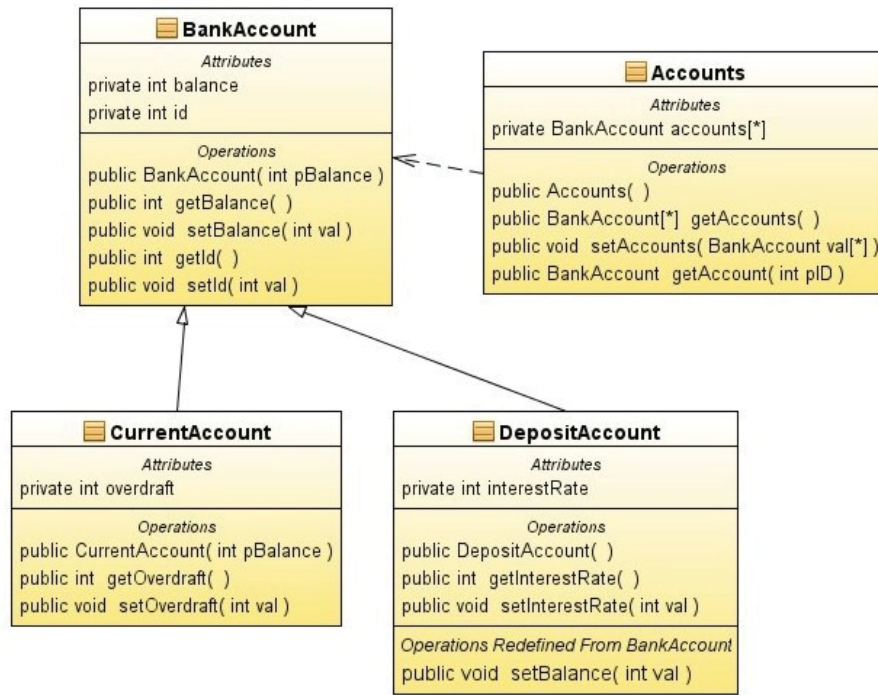 BankAccount
Attributes
private int balance
private int id
Operations
public BankAccount( int pBalance )
public int getBalance( )
public void setBalance( int val )
public int getId( )
public void setId( int val )
Accounts
Attributes
private BankAccount accounts[*]
Operations
public Accounts( )
public BankAccount[*] getAccounts( )
public void setAccounts( BankAccount val[*] )
public BankAccount getAccount( int pID )
CurrentAccount
Attributes
private int overdraft
Operations
public CurrentAccount( int pBalance )
public int getOverdraft( )
public void setOverdraft( int val )
DepositAccount
Attributes
private int interestRate
Operations
public DepositAccount( )
public int getInterestRate( )
public void setInterestRate( int val )
Operations Redefined From BankAccount
public void setBalance( int val )